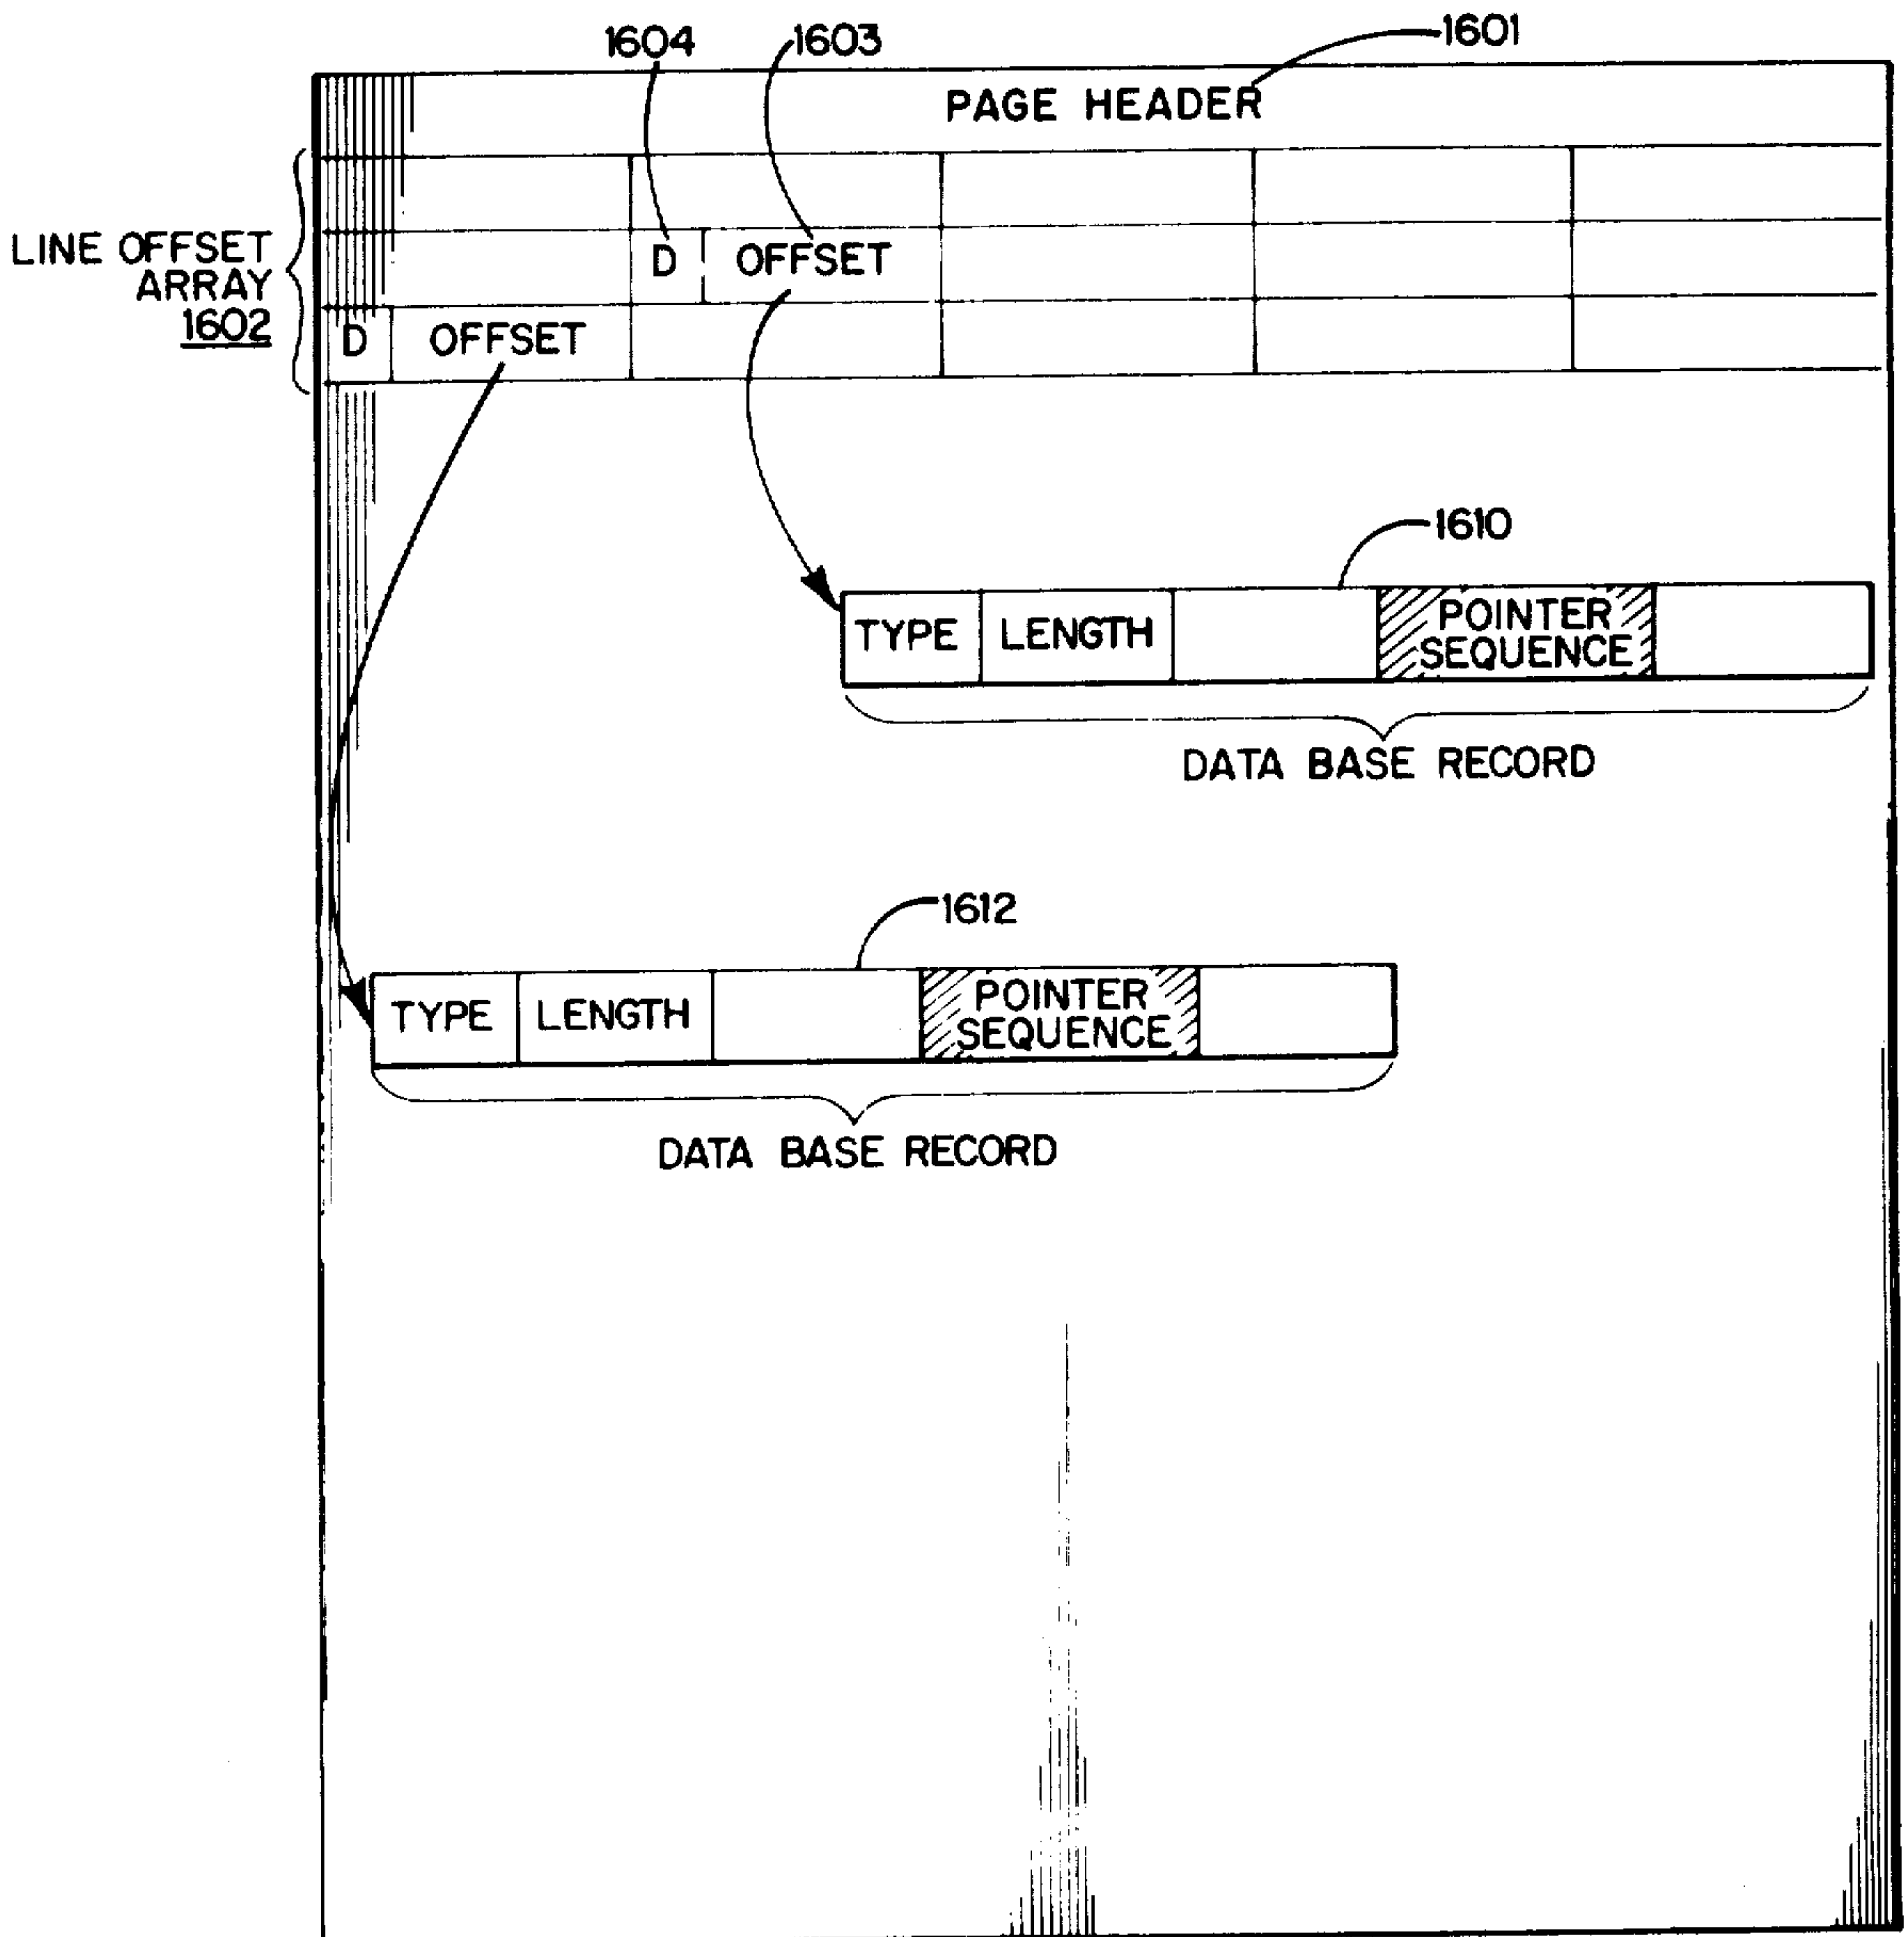 1604
1603
1601
PAGE HEADER
LINE OFFSET
ARRAY
1602
D OFFSET
D OFFSET
1610
TYPE LENGTH POINTER
SEQUENCE
DATA BASE RECORD
1612
TYPE LENGTH POINTER
SEQUENCE
DATA BASE RECORD